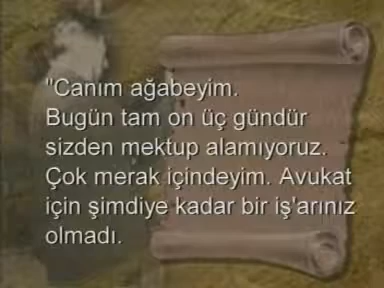 "Canım ağabeyim.
Bugün tam on üç gündür
sizden mektup alamıyoruz.
Çok merak içindeyim. Avukat
için şimdiye kadar bir iş'arınız
olmadı.